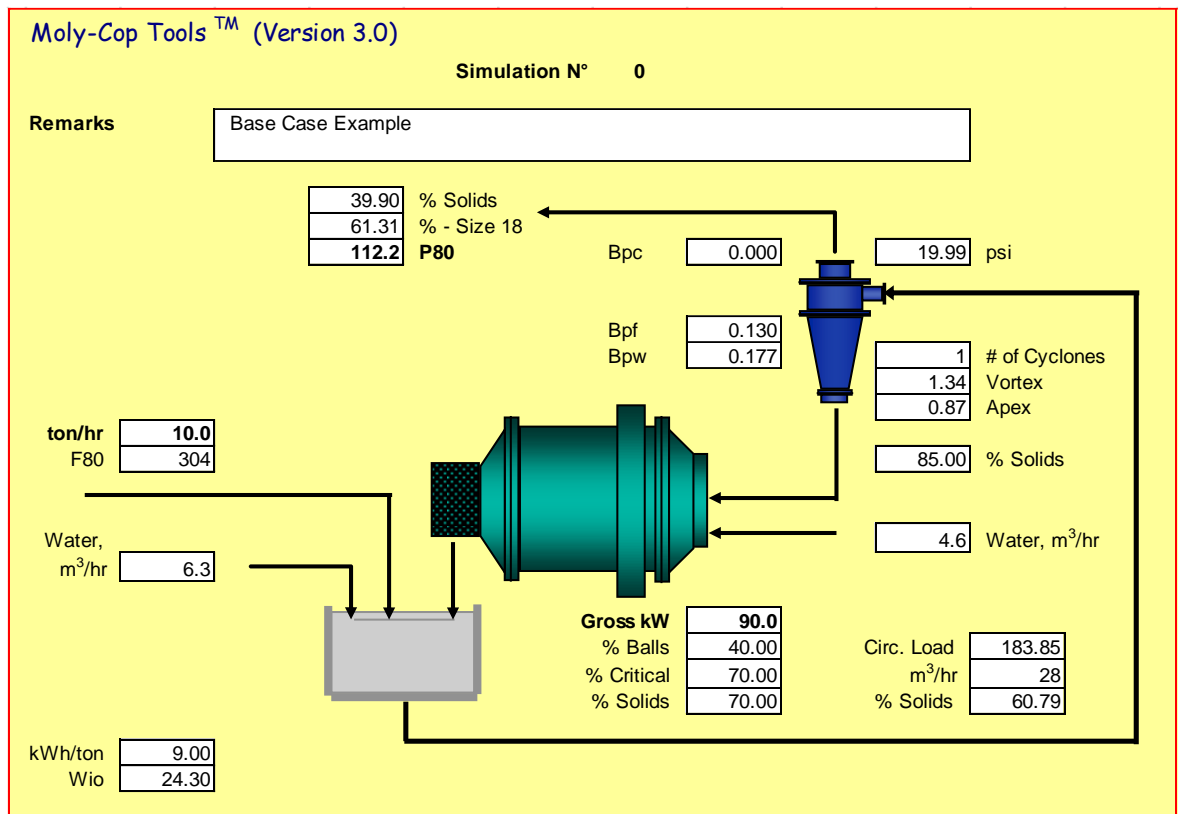 Moly-Cop Tools TM (Version 3.0)
Simulation N° 0
Remarks Base Case Example
39.90 % Solids
61.31 % - Size 18
112.2 P80
Bpc 0.000
19.99 psi
Bpf 0.130
Bpw 0.177
1 # of Cyclones
1.34 Vortex
0.87 Apex
ton/hr 10.0
F80 304
85.00 % Solids
Water,
m3/hr 6.3
4.6 Water, m3/hr
Gross kW 90.0
% Balls 40.00
% Critical 70.00
% Solids 70.00
Circ. Load 183.85
m3/hr 28
% Solids 60.79
kWh/ton 9.00
Wio 24.30